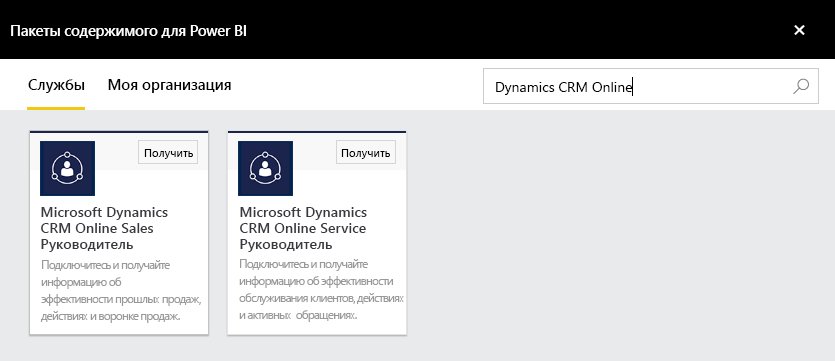 Пакеты содержимого для Power BI
Службы
Моя организация
Dynamics CRM Online
Получить
Microsoft Dynamics
CRM Online Sales
Руководитель
Подключитесь и получайте
информацию об
эффективности прошлых продаж,
действиях и воронке продаж.
Получить
Microsoft Dynamics
CRM Online Service
Руководитель
Подключитесь и получайте
информацию об эффективности
обслуживания клиентов, действиях
и активных обращениях.